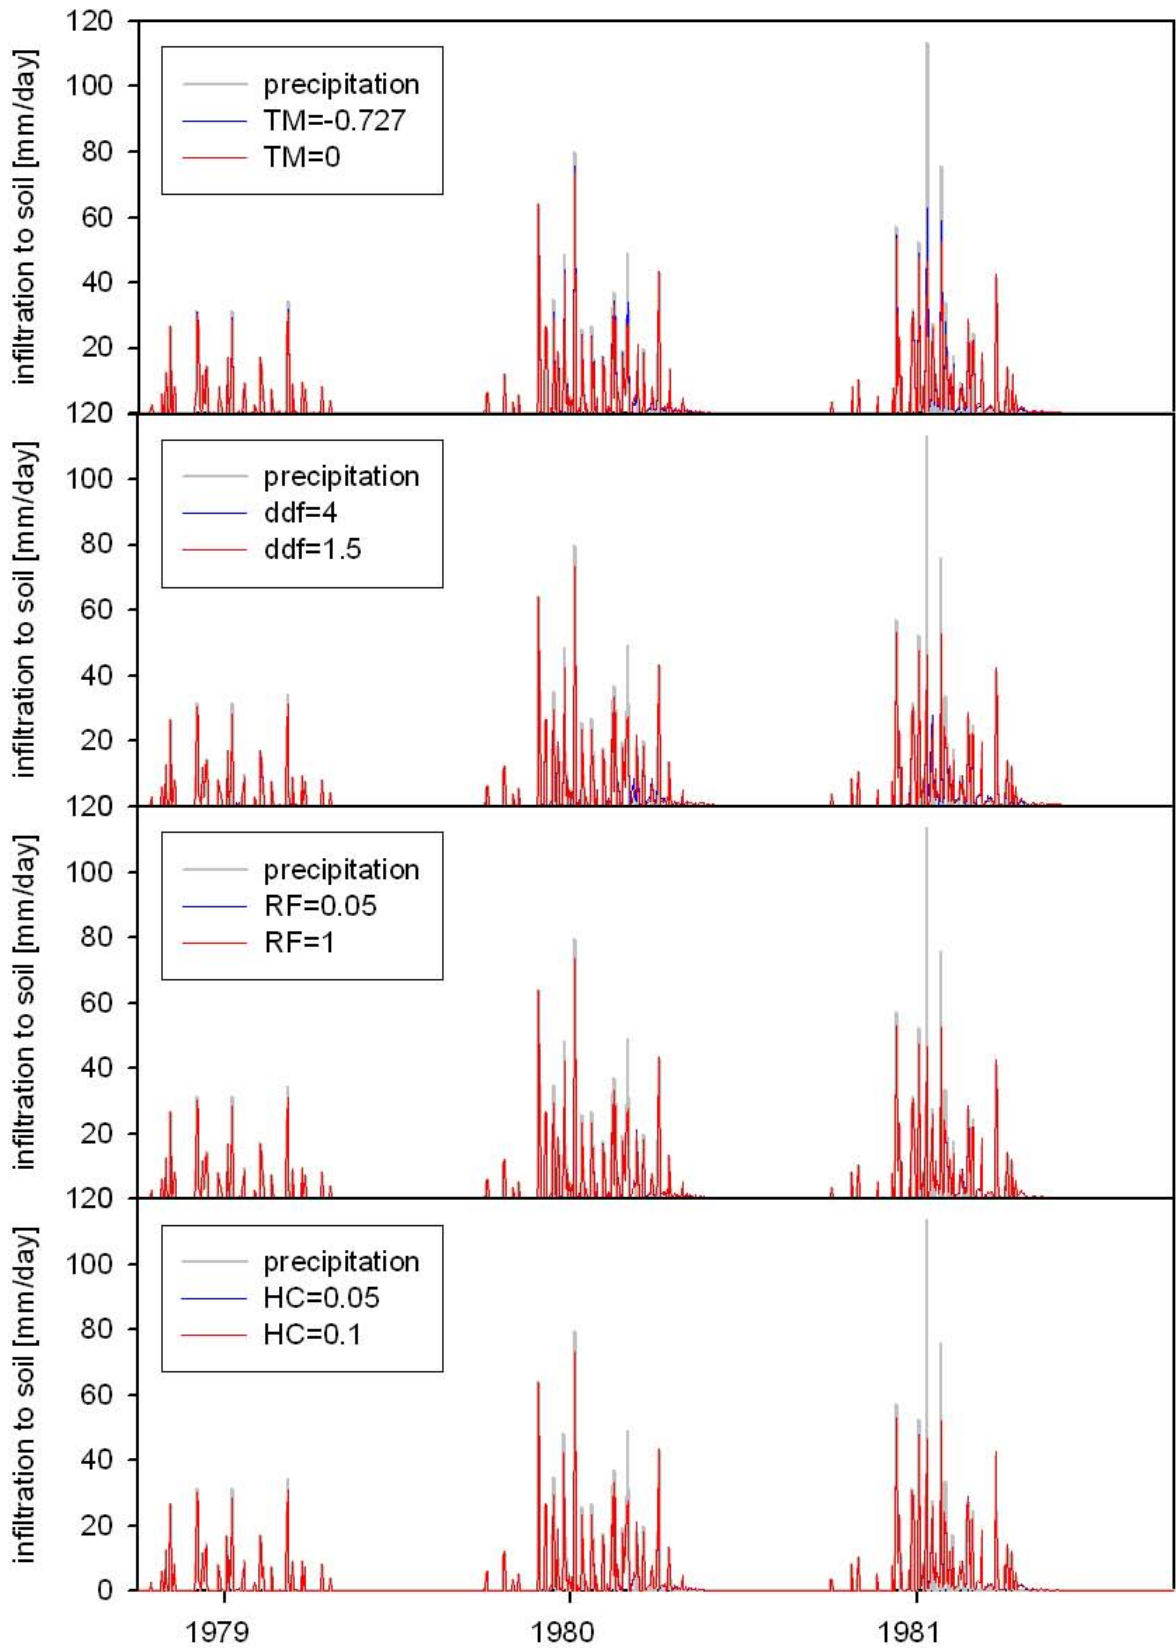 120
infiltration to soil [mm/day]
100
80
60
40
20
precipitation
TM=-0.727
TM=0
120
infiltration to soil [mm/day]
100
80
60
40
20
precipitation
ddf=4
ddf=1.5
120
infiltration to soil [mm/day]
100
80
60
40
20
precipitation
RF=0.05
RF=1
120
infiltration to soil [mm/day]
100
80
60
40
20
0
precipitation
HC=0.05
HC=0.1
1979 1980 1981